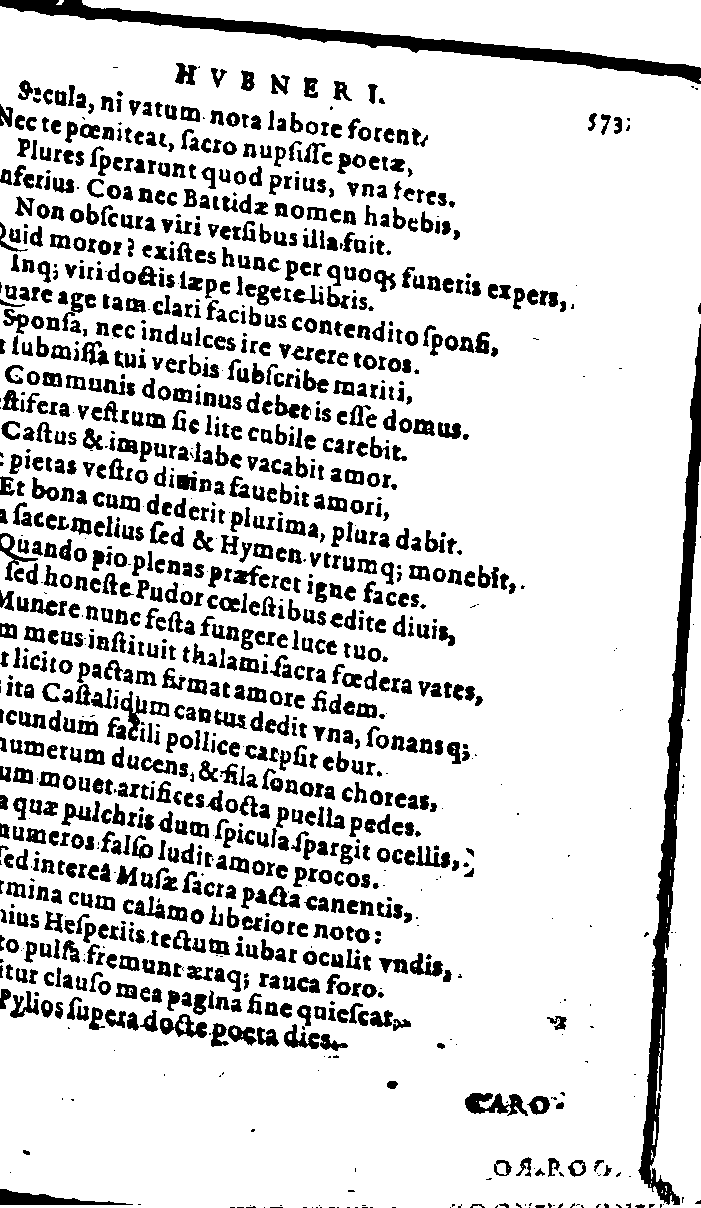 HVBNERI.
573
Secula, ni vatum nota labore forent,
Nec te pœniteat, ſacro nupſiſſe poetæ,
Plures ſperarunt quod prius, vna feres.
nferius Coa nec Battidæ nomen habebis,
Non obſcura viri verſibus illa fuit.
Quid moror? exiſtes hunc per quoq; funeris expers,
Inq; viri doctis ſæpe legere libris.
uare age tam clari facibus contendito ſponſi,
Sponſa, nec indulces ire verere toros.
t ſubmiſſa tui verbis ſubſcribe mariti,
Communis dominus debet is eſſe domus.
eſtifera veſtrum ſic lite cubile carebit.
Caſtus & impura labe vacabit amor.
c pietas veſtro diuina fauebit amori,
Et bona cum dederit plurima, plura dabit.
a ſacer melius ſed & Hymen vtrumq; monebit,
Quando pio plenas præferet igne faces.
ſed honeſte Pudor cœleſtibus edite diuis,
Munere nunc feſta fungere luce tuo.
m meus inſtituit thalami ſacra fœdera vates,
t licito pactam firmat amore fidem.
ita Caſtalidum cantus dedit vna, ſonansq;
ucundum facili pollice carpſit ebur.
numerum ducens, & fila ſonora choreas,
um mouet artifices docta puella pedes.
a quæ pulchris dum ſpicula ſpargit ocellis,
numeros falſo ludit amore procos.
ſed intereâ Muſæ ſacra pacta canentis,
rmina cum calamo liberiore noto:
nius Heſperiis tectum iubar oculit vndis,
to pulſa fremunt æraq; rauca foro.
itur clauſo mea pagina fine quieſcat,
Pylios ſupera docte poeta dies.
CARO